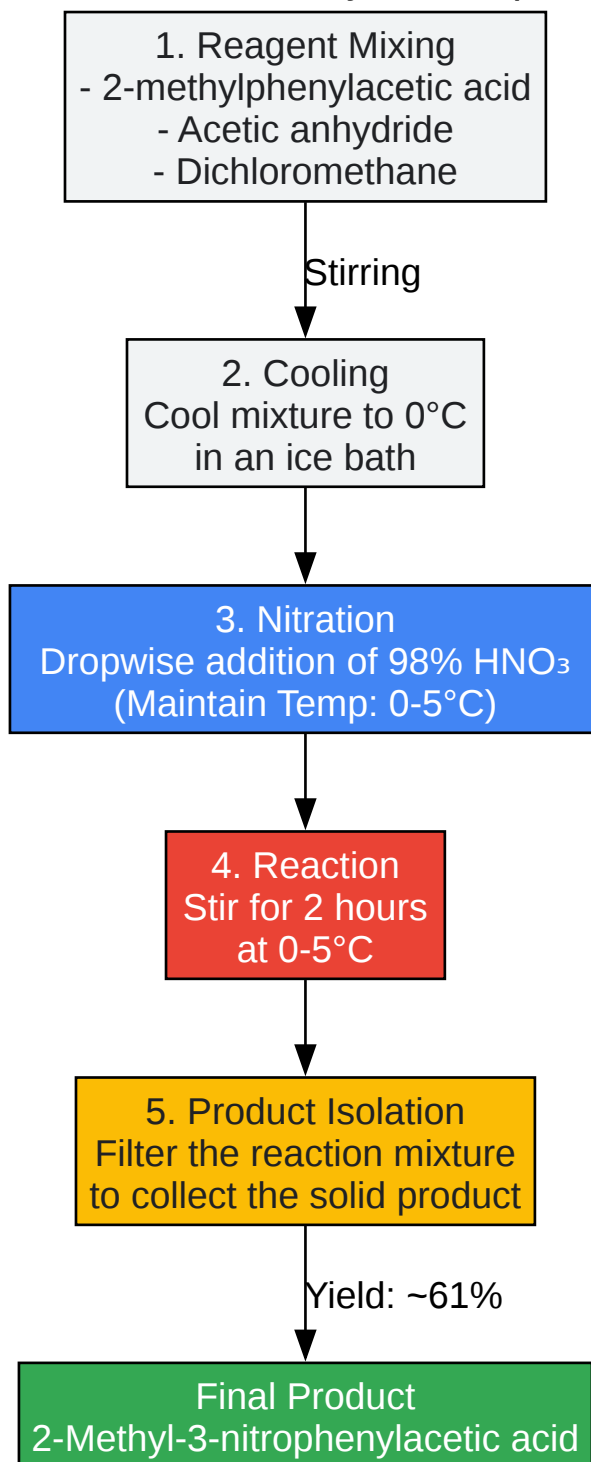 1. Reagent Mixing
- 2-methylphenylacetic acid
- Acetic anhydride
- Dichloromethane
Stirring
2. Cooling
Cool mixture to 0°C
in an ice bath
3. Nitration
Dropwise addition of 98% HNO₃
(Maintain Temp: 0-5°C)
4. Reaction
Stir for 2 hours
at 0-5°C
5. Product Isolation
Filter the reaction mixture
to collect the solid product
Yield: ~61%
Final Product
2-Methyl-3-nitrophenylacetic acid